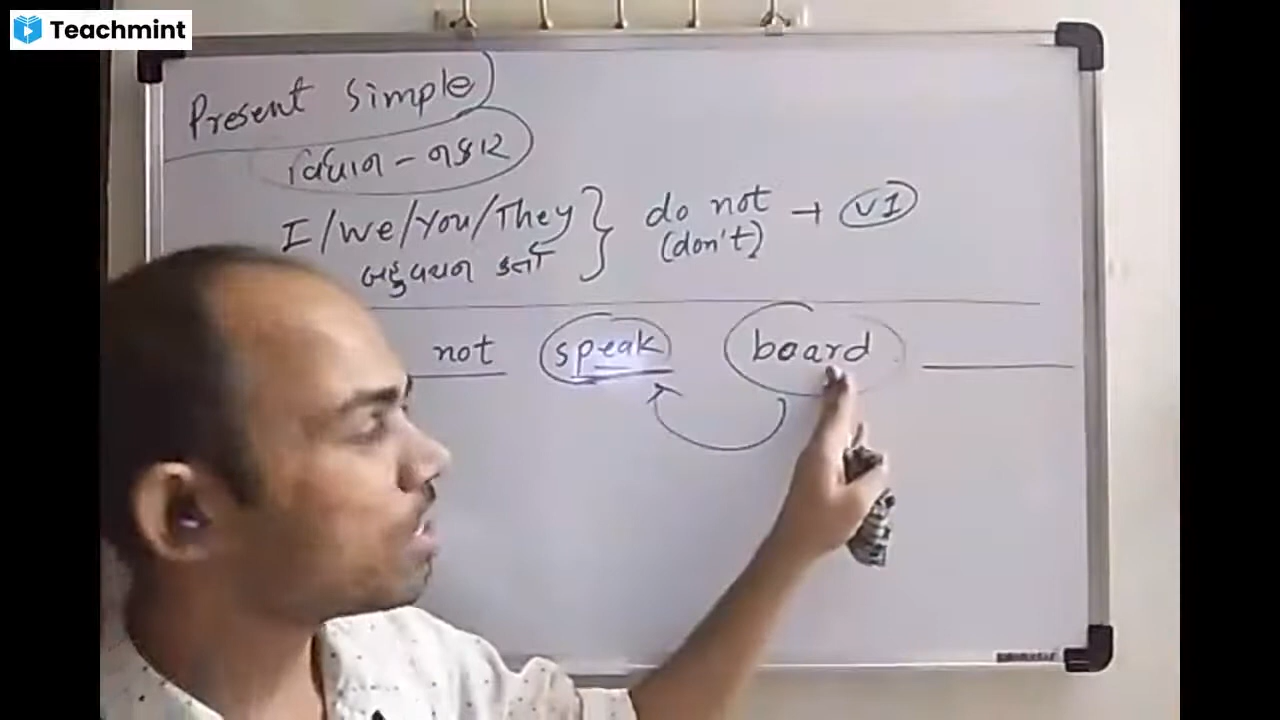 Teachmint
Present Simple
વિધાન - નકાર
I/We/You/They } do not → V1
બહુવચન કર્તા (don't)
not speak board